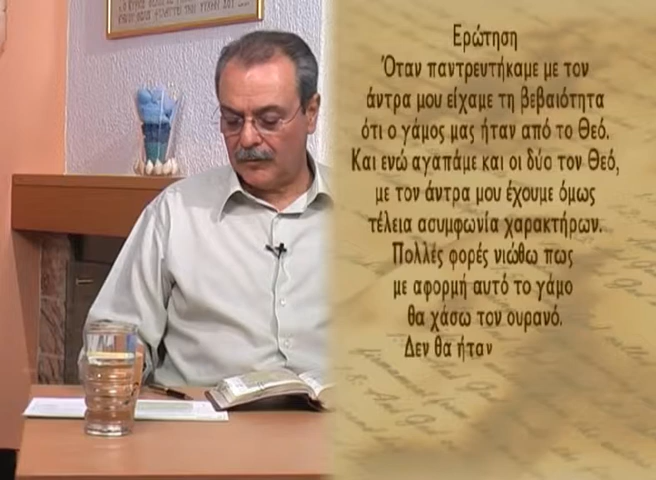 Ερώτηση
Όταν παντρευτήκαμε με τον
άντρα μου είχαμε τη βεβαιότητα
ότι ο γάμος μας ήταν από το Θεό.
Και ενώ αγαπάμε και οι δύο τον Θεό,
με τον άντρα μου έχουμε όμως
τέλεια ασυμφωνία χαρακτήρων.
Πολλές φορές νιώθω πως
με αφορμή αυτό το γάμο
θα χάσω τον ουρανό.
Δεν θα ήταν